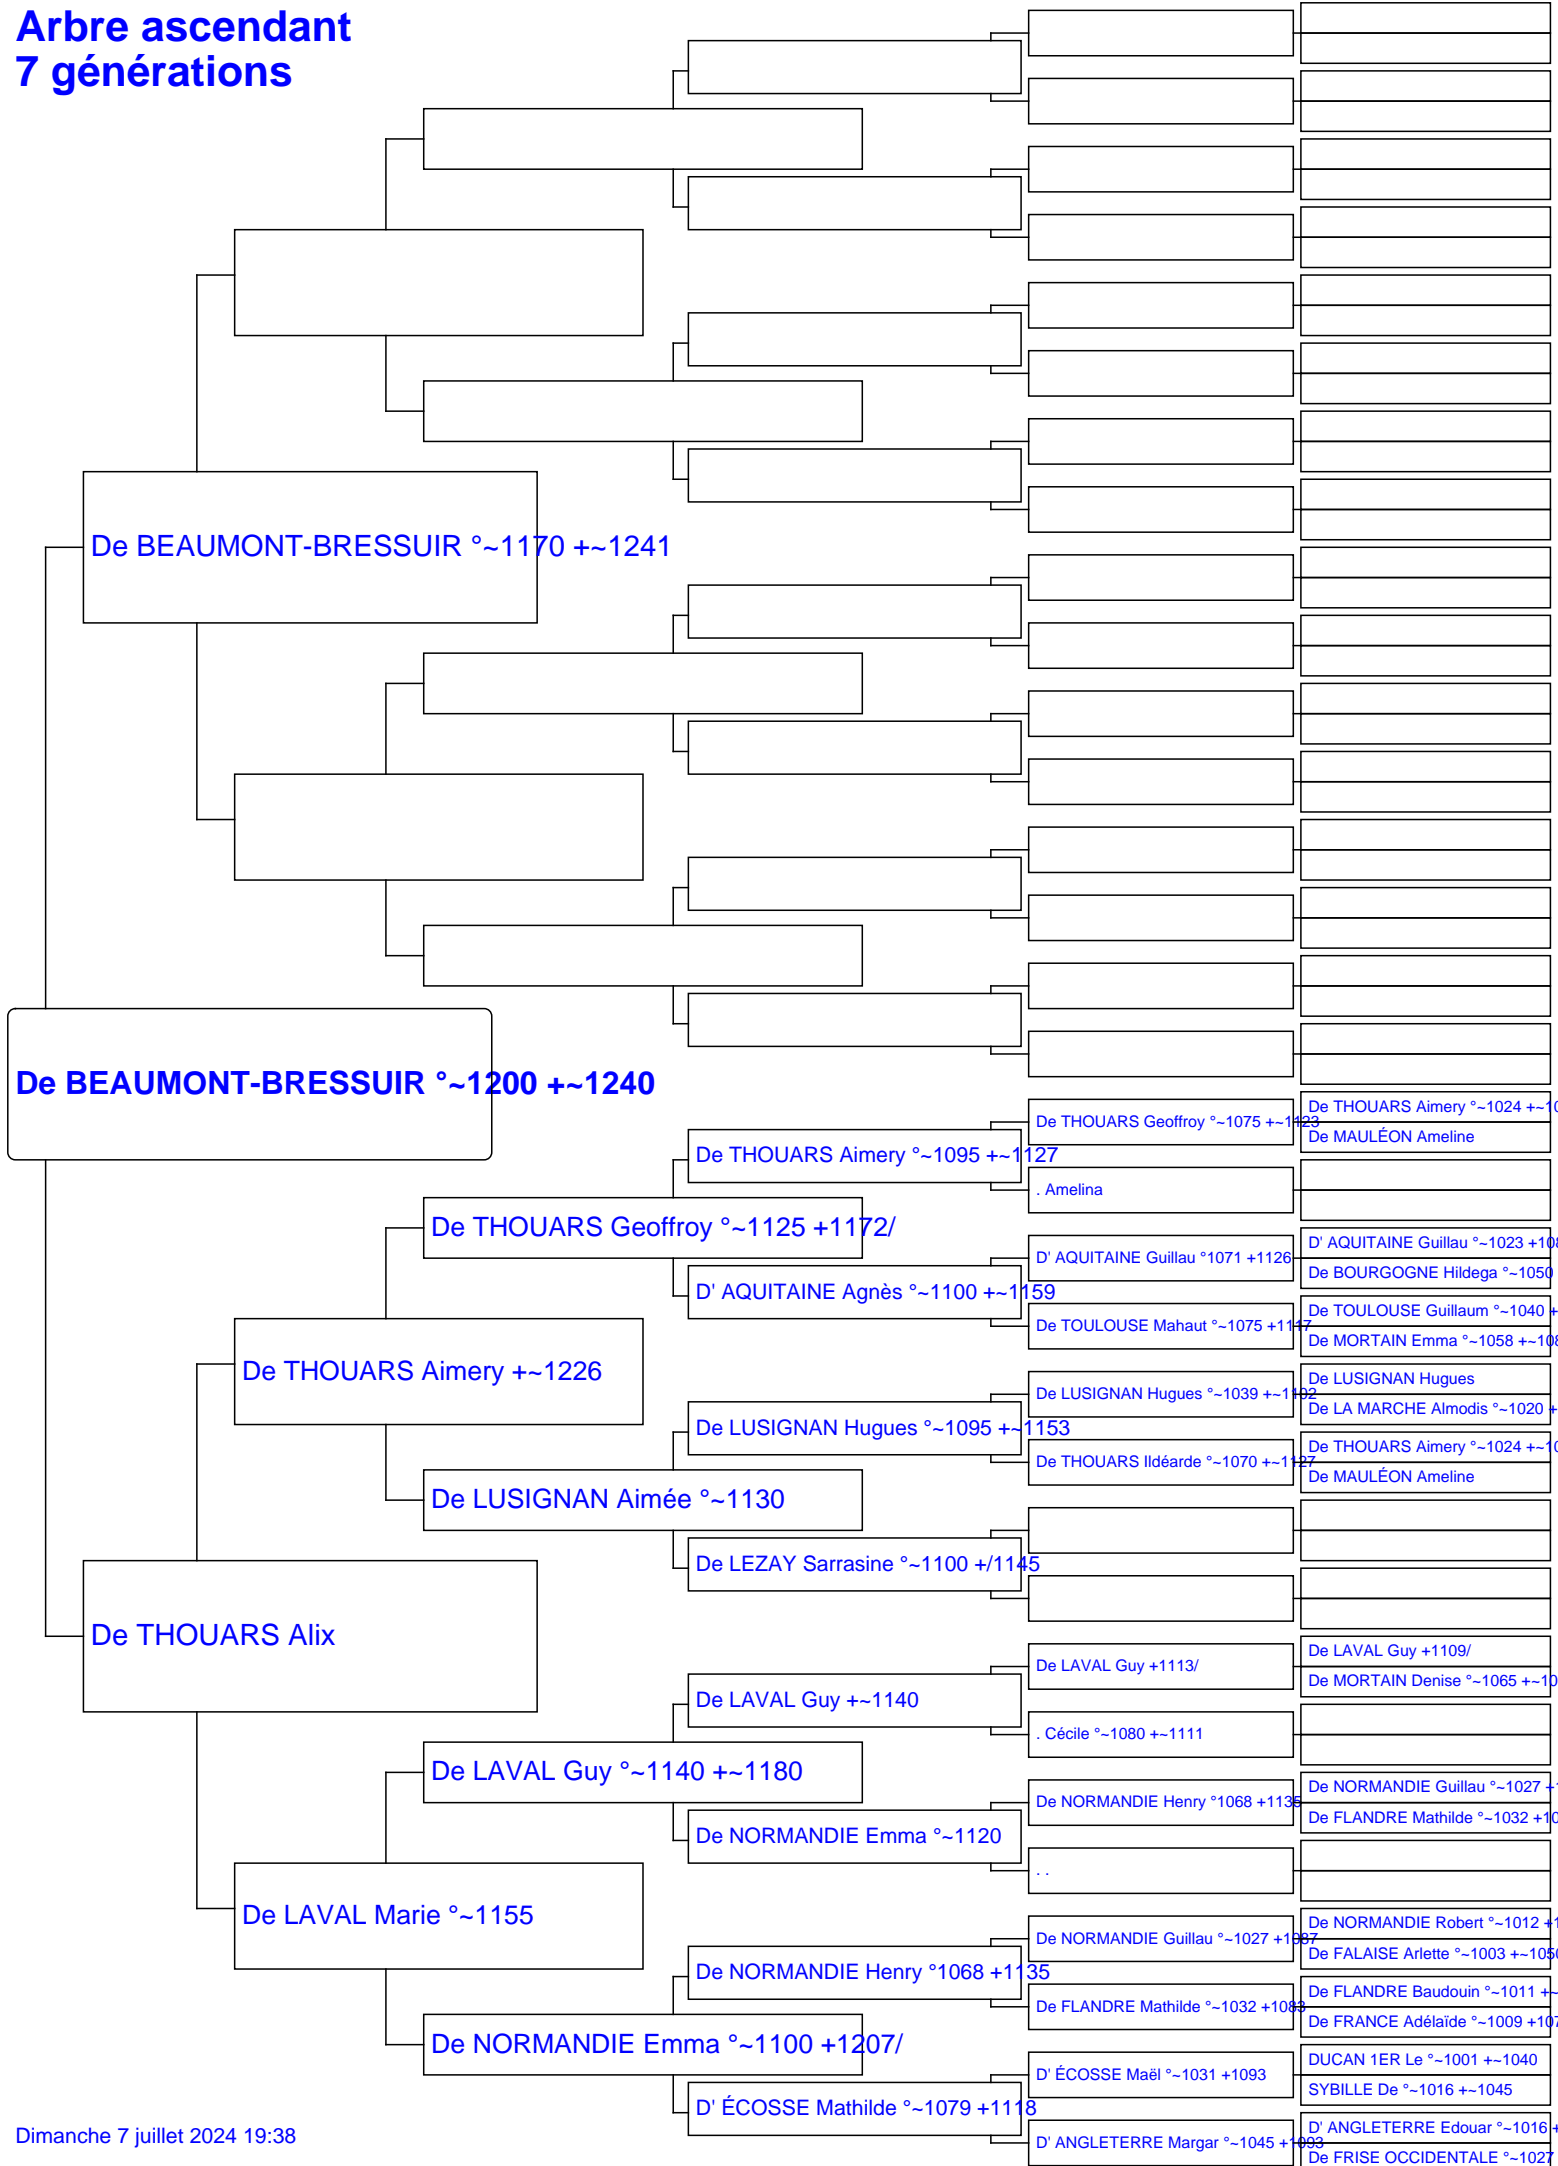 Arbre ascendant
7 générations
De BEAUMONT-BRESSUIR °~1170 +~1241
De BEAUMONT-BRESSUIR °~1200 +~1240
De THOUARS Aimery °~1024 +~10
De THOUARS Geoffroy °~1075 +~1123
De MAULÉON Ameline
De THOUARS Aimery °~1095 +~1127
. Amelina
De THOUARS Geoffroy °~1125 +1172/
D' AQUITAINE Guillau °~1023 +108
D' AQUITAINE Guillau °1071 +1126
De BOURGOGNE Hildega °~1050
D' AQUITAINE Agnès °~1100 +~1159
De TOULOUSE Guillaum °~1040 +
De TOULOUSE Mahaut °~1075 +1117
De MORTAIN Emma °~1058 +~108
De THOUARS Aimery +~1226
De LUSIGNAN Hugues
De LUSIGNAN Hugues °~1039 +~1102
De LA MARCHE Almodis °~1020 +
De LUSIGNAN Hugues °~1095 +~1153
De THOUARS Aimery °~1024 +~10
De THOUARS Ildéarde °~1070 +~1127
De MAULÉON Ameline
De LUSIGNAN Aimée °~1130
De LEZAY Sarrasine °~1100 +/1145
De THOUARS Alix
De LAVAL Guy +1109/
De LAVAL Guy +1113/
De MORTAIN Denise °~1065 +~10
De LAVAL Guy +~1140
. Cécile °~1080 +~1111
De LAVAL Guy °~1140 +~1180
De NORMANDIE Guillau °~1027 +1
De NORMANDIE Henry °1068 +1135
De FLANDRE Mathilde °~1032 +10
De NORMANDIE Emma °~1120
. .
De LAVAL Marie °~1155
De NORMANDIE Robert °~1012 +1
De NORMANDIE Guillau °~1027 +1087
De FALAISE Arlette °~1003 +~1050
De NORMANDIE Henry °1068 +1135
De FLANDRE Baudouin °~1011 +~
De FLANDRE Mathilde °~1032 +1083
De FRANCE Adélaïde °~1009 +107
De NORMANDIE Emma °~1100 +1207/
DUCAN 1ER Le °~1001 +~1040
D' ÉCOSSE Maël °~1031 +1093
SYBILLE De °~1016 +~1045
D' ÉCOSSE Mathilde °~1079 +1118
D' ANGLETERRE Edouar °~1016 +
D' ANGLETERRE Margar °~1045 +1093
De FRISE OCCIDENTALE °~1027
Dimanche 7 juillet 2024 19:38